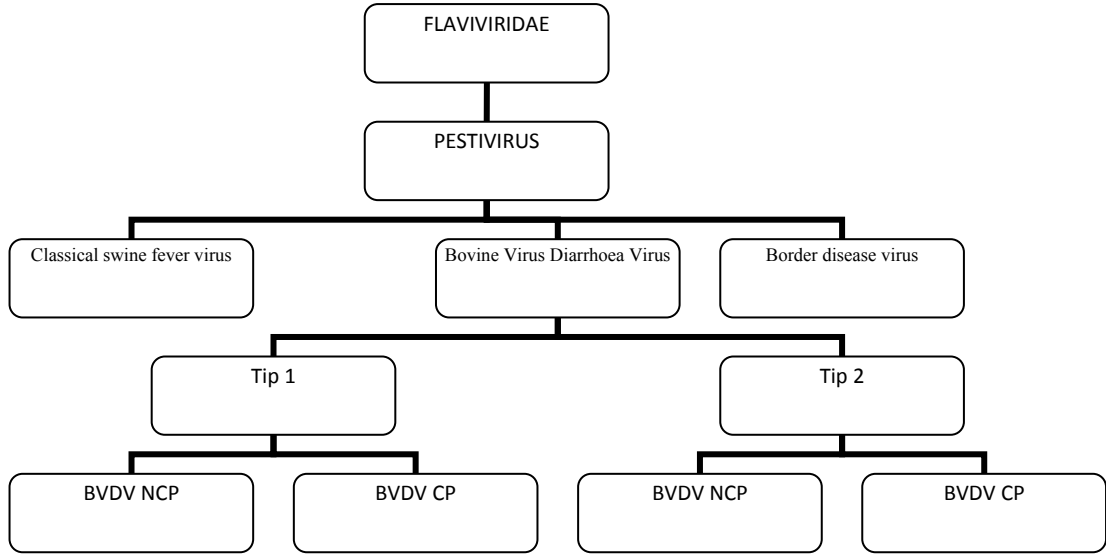 FLAVIVIRIDAE
PESTIVIRUS
Classical swine fever virus
Bovine Virus Diarrhoea Virus
Border disease virus
Tip 1
Tip 2
BVDV NCP
BVDV CP
BVDV NCP
BVDV CP